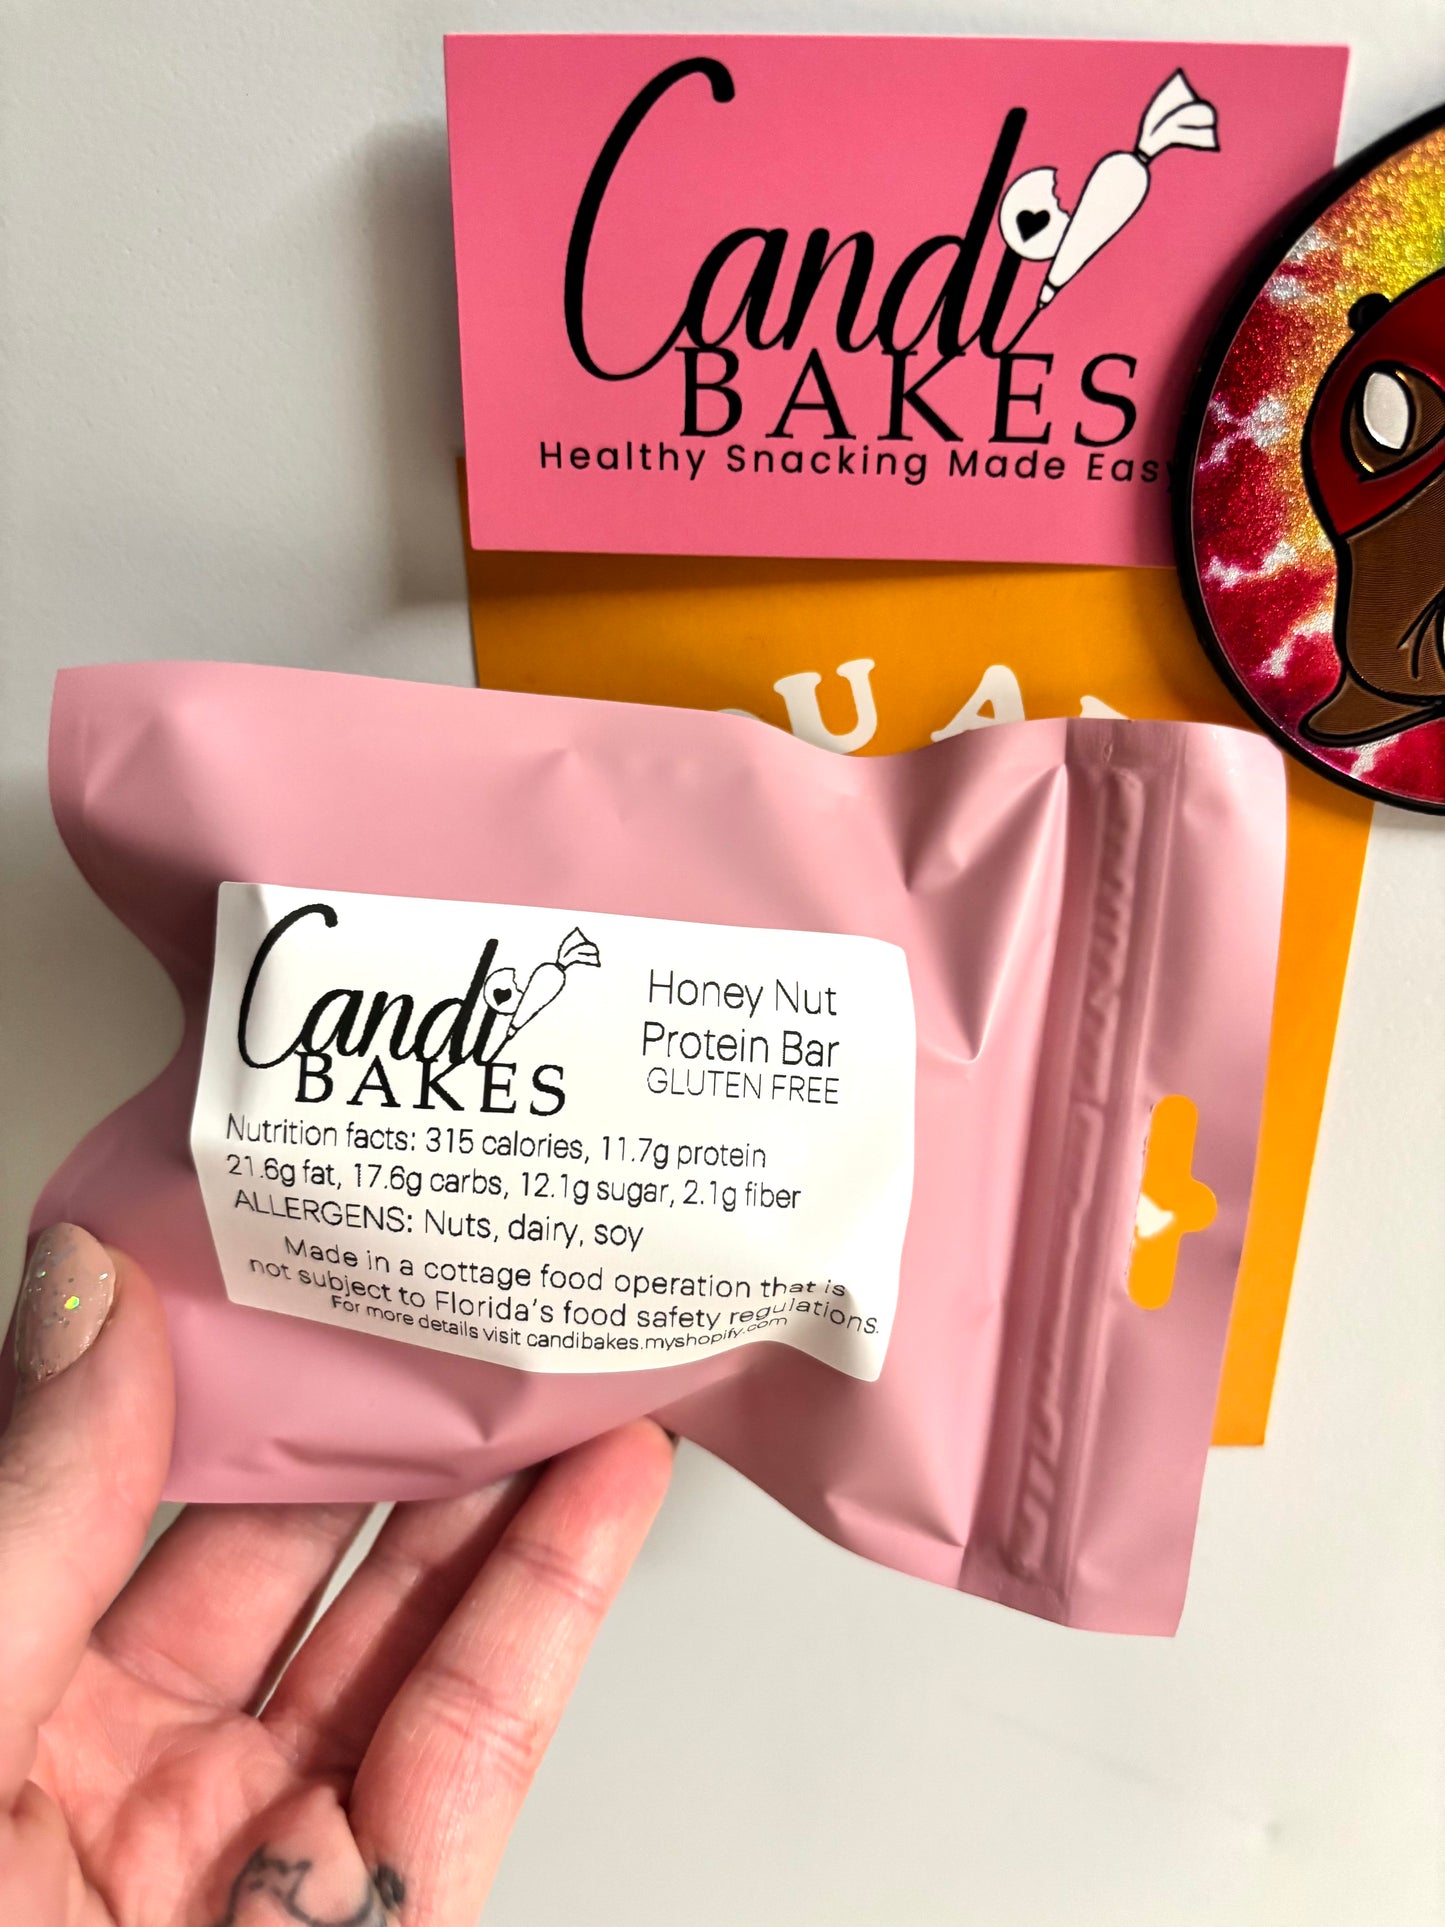 Candi
BAKES
Healthy Snacking Made Easy
Candi
BAKES
Honey Nut
Protein Bar
GLUTEN FREE
Nutrition facts: 315 calories, 11.7g protein
21.6g fat, 17.6g carbs, 12.1g sugar, 2.1g fiber
ALLERGENS: Nuts, dairy, soy
Made in a cottage food operation that is
not subject to Florida's food safety regulations.
For more details visit candibakes.myshopify.com